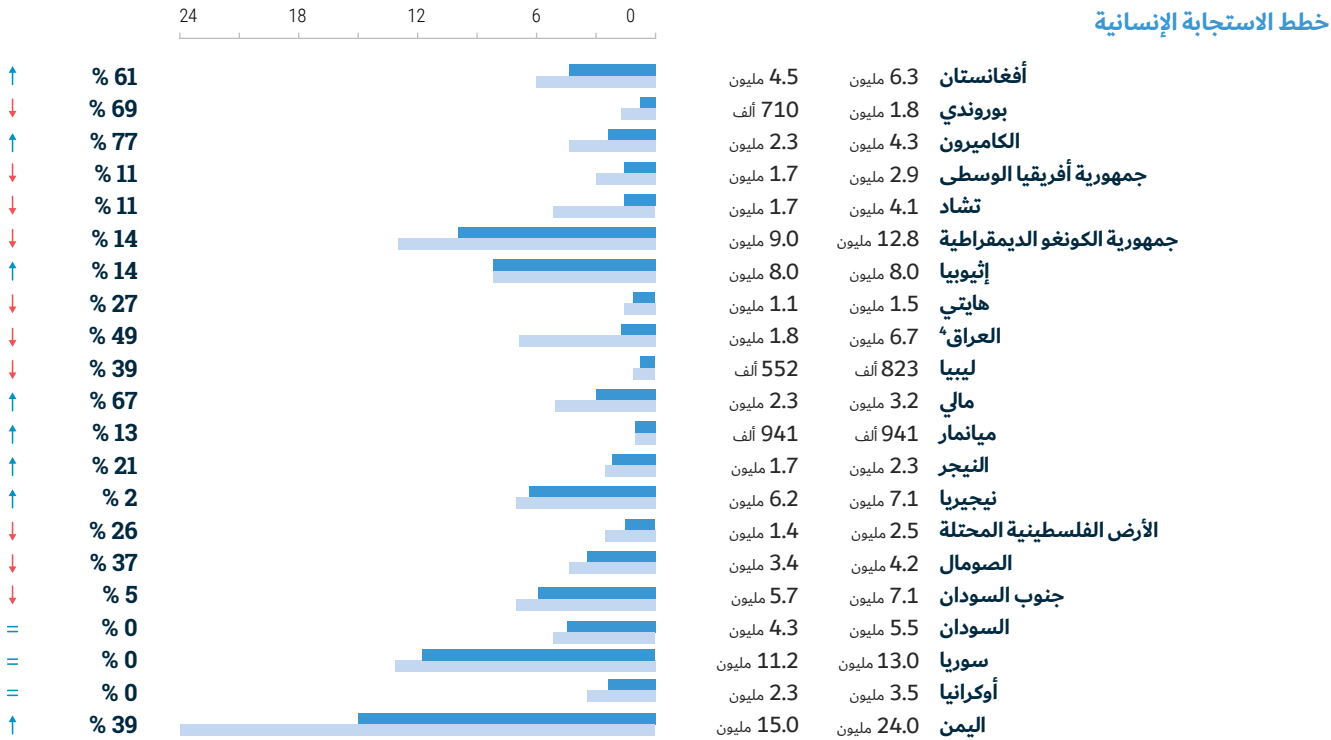 خطط الاستجابة الإنسانية
0 6 12 18 24
أفغانستان 6.3 مليون 4.5 مليون 61 % ↑
بوروندي 1.8 مليون 710 ألف 69 % ↓
الكاميرون 4.3 مليون 2.3 مليون 77 % ↑
جمهورية أفريقيا الوسطى 2.9 مليون 1.7 مليون 11 % ↓
تشاد 4.1 مليون 1.7 مليون 11 % ↓
جمهورية الكونغو الديمقراطية 12.8 مليون 9.0 مليون 14 % ↓
إثيوبيا 8.0 مليون 8.0 مليون 14 % ↑
هايتي 1.5 مليون 1.1 مليون 27 % ↓
العراق⁴ 6.7 مليون 1.8 مليون 49 % ↓
ليبيا 823 ألف 552 ألف 39 % ↓
مالي 3.2 مليون 2.3 مليون 67 % ↑
ميانمار 941 ألف 941 ألف 13 % ↑
النيجر 2.3 مليون 1.7 مليون 21 % ↑
نيجيريا 7.1 مليون 6.2 مليون 2 % ↑
الأرض الفلسطينية المحتلة 2.5 مليون 1.4 مليون 26 % ↓
الصومال 4.2 مليون 3.4 مليون 37 % ↓
جنوب السودان 7.1 مليون 5.7 مليون 5 % ↓
السودان 5.5 مليون 4.3 مليون 0 % =
سوريا 13.0 مليون 11.2 مليون 0 % =
أوكرانيا 3.5 مليون 2.3 مليون 0 % =
اليمن 24.0 مليون 15.0 مليون 39 % ↑